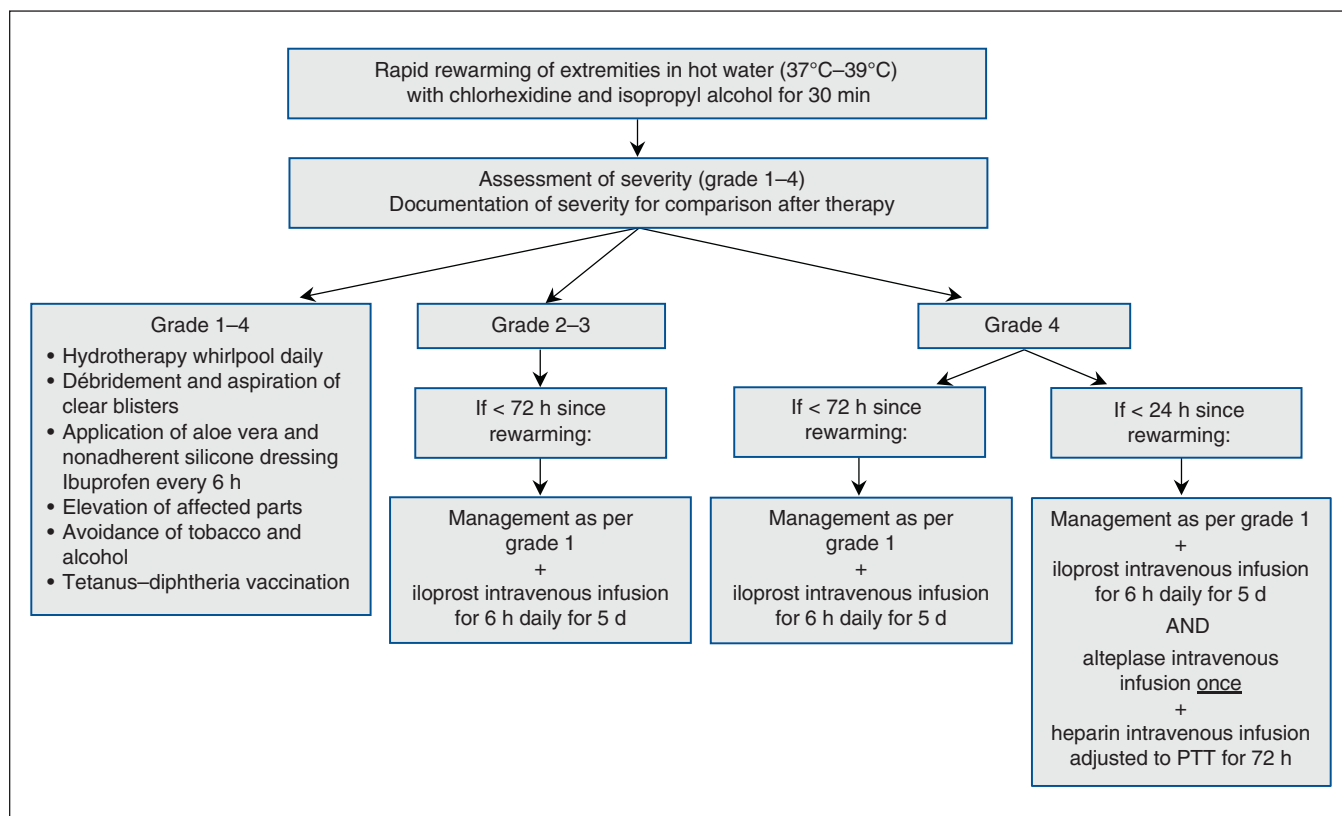 Rapid rewarming of extremities in hot water (37°C–39°C)
with chlorhexidine and isopropyl alcohol for 30 min
Assessment of severity (grade 1–4)
Documentation of severity for comparison after therapy
Grade 1–4
• Hydrotherapy whirlpool daily
• Débridement and aspiration of
clear blisters
• Application of aloe vera and
nonadherent silicone dressing
Ibuprofen every 6 h
• Elevation of affected parts
• Avoidance of tobacco and
alcohol
• Tetanus–diphtheria vaccination
Grade 2–3
If < 72 h since
rewarming:
Management as per
grade 1
+
iloprost intravenous infusion
for 6 h daily for 5 d
Grade 4
If < 72 h since
rewarming:
Management as per
grade 1
+
iloprost intravenous infusion
for 6 h daily for 5 d
If < 24 h since
rewarming:
Management as per grade 1
+
iloprost intravenous infusion
for 6 h daily for 5 d
AND
alteplase intravenous
infusion once
+
heparin intravenous infusion
adjusted to PTT for 72 h